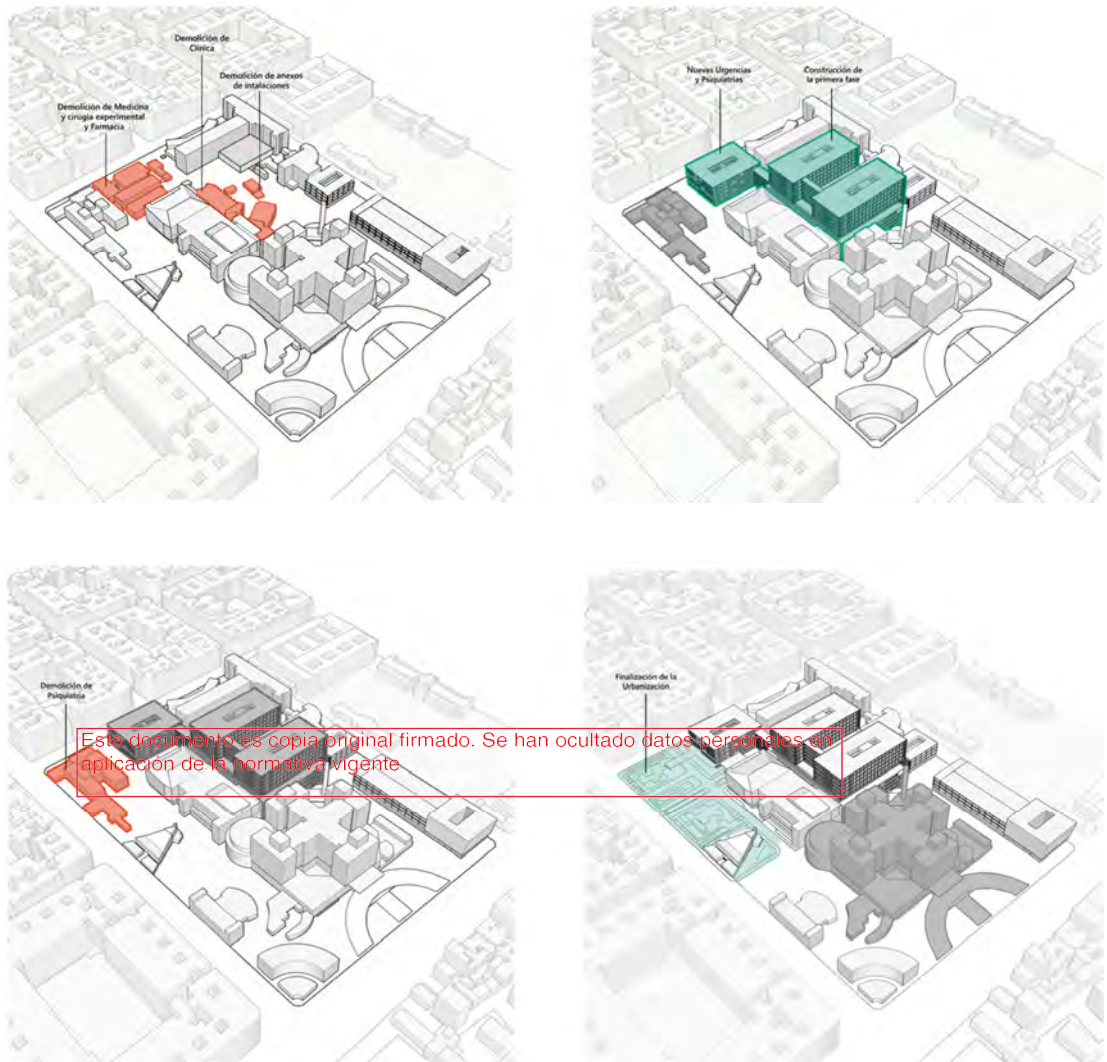 Demolición de
Clínica
Demolición de anexos
de intalaciones
Demolición de Medicina
y cirugía experimental
y Farmacia
Nuevas Urgencias
y Psiquiatrías
Construcción de
la primera fase
Demolición de
Psiquiatría
Finalización de la
Urbanización
Este documento es copia original firmado. Se han ocultado datos personales en
aplicación de la normativa vigente